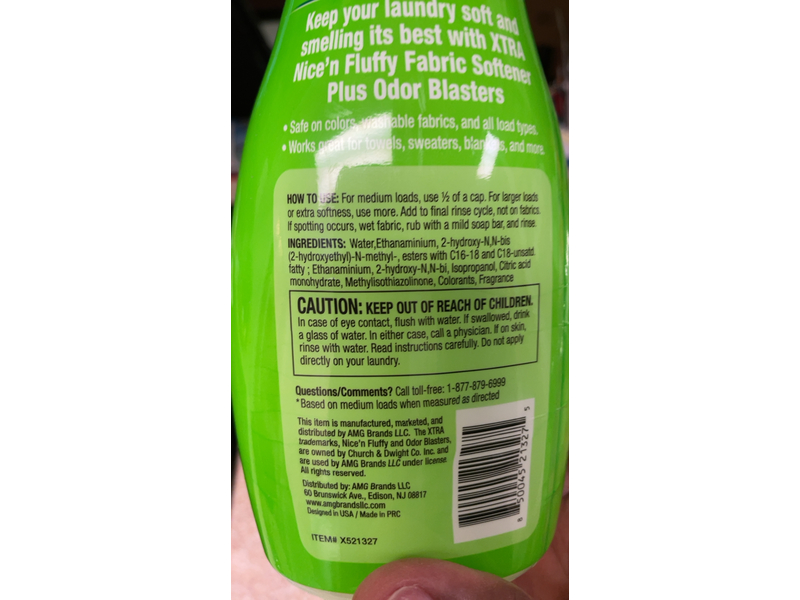 Keep your laundry soft and
smelling its best with XTRA
Nice'n Fluffy Fabric Softener
Plus Odor Blasters
• Safe on colors, washable fabrics, and all load types.
• Works great for towels, sweaters, blankets, and more.
HOW TO USE: For medium loads, use ½ of a cap. For larger loads
or extra softness, use more. Add to final rinse cycle, not on fabrics.
If spotting occurs, wet fabric, rub with a mild soap bar, and rinse.
INGREDIENTS: Water,Ethanaminium, 2-hydroxy-N,N-bis
(2-hydroxyethyl)-N-methyl-, esters with C16-18 and C18-unsatd.
fatty ; Ethanaminium, 2-hydroxy-N,N-bi, Isopropanol, Citric acid
monohydrate, Methylisothiazolinone, Colorants, Fragrance
CAUTION: KEEP OUT OF REACH OF CHILDREN.
In case of eye contact, flush with water. If swallowed, drink
a glass of water. In either case, call a physician. If on skin,
rinse with water. Read instructions carefully. Do not apply
directly on your laundry.
Questions/Comments? Call toll-free: 1-877-879-6999
*Based on medium loads when measured as directed
This item is manufactured, marketed, and
distributed by AMG Brands LLC. The XTRA
trademarks, Nice'n Fluffy and Odor Blasters,
are owned by Church & Dwight Co. Inc. and
are used by AMG Brands LLC under license.
All rights reserved.
Distributed by: AMG Brands LLC
60 Brunswick Ave., Edison, NJ 08817
www.amgbrandsllc.com
Designed in USA / Made in PRC
ITEM# X521327
8 50045 21327 5